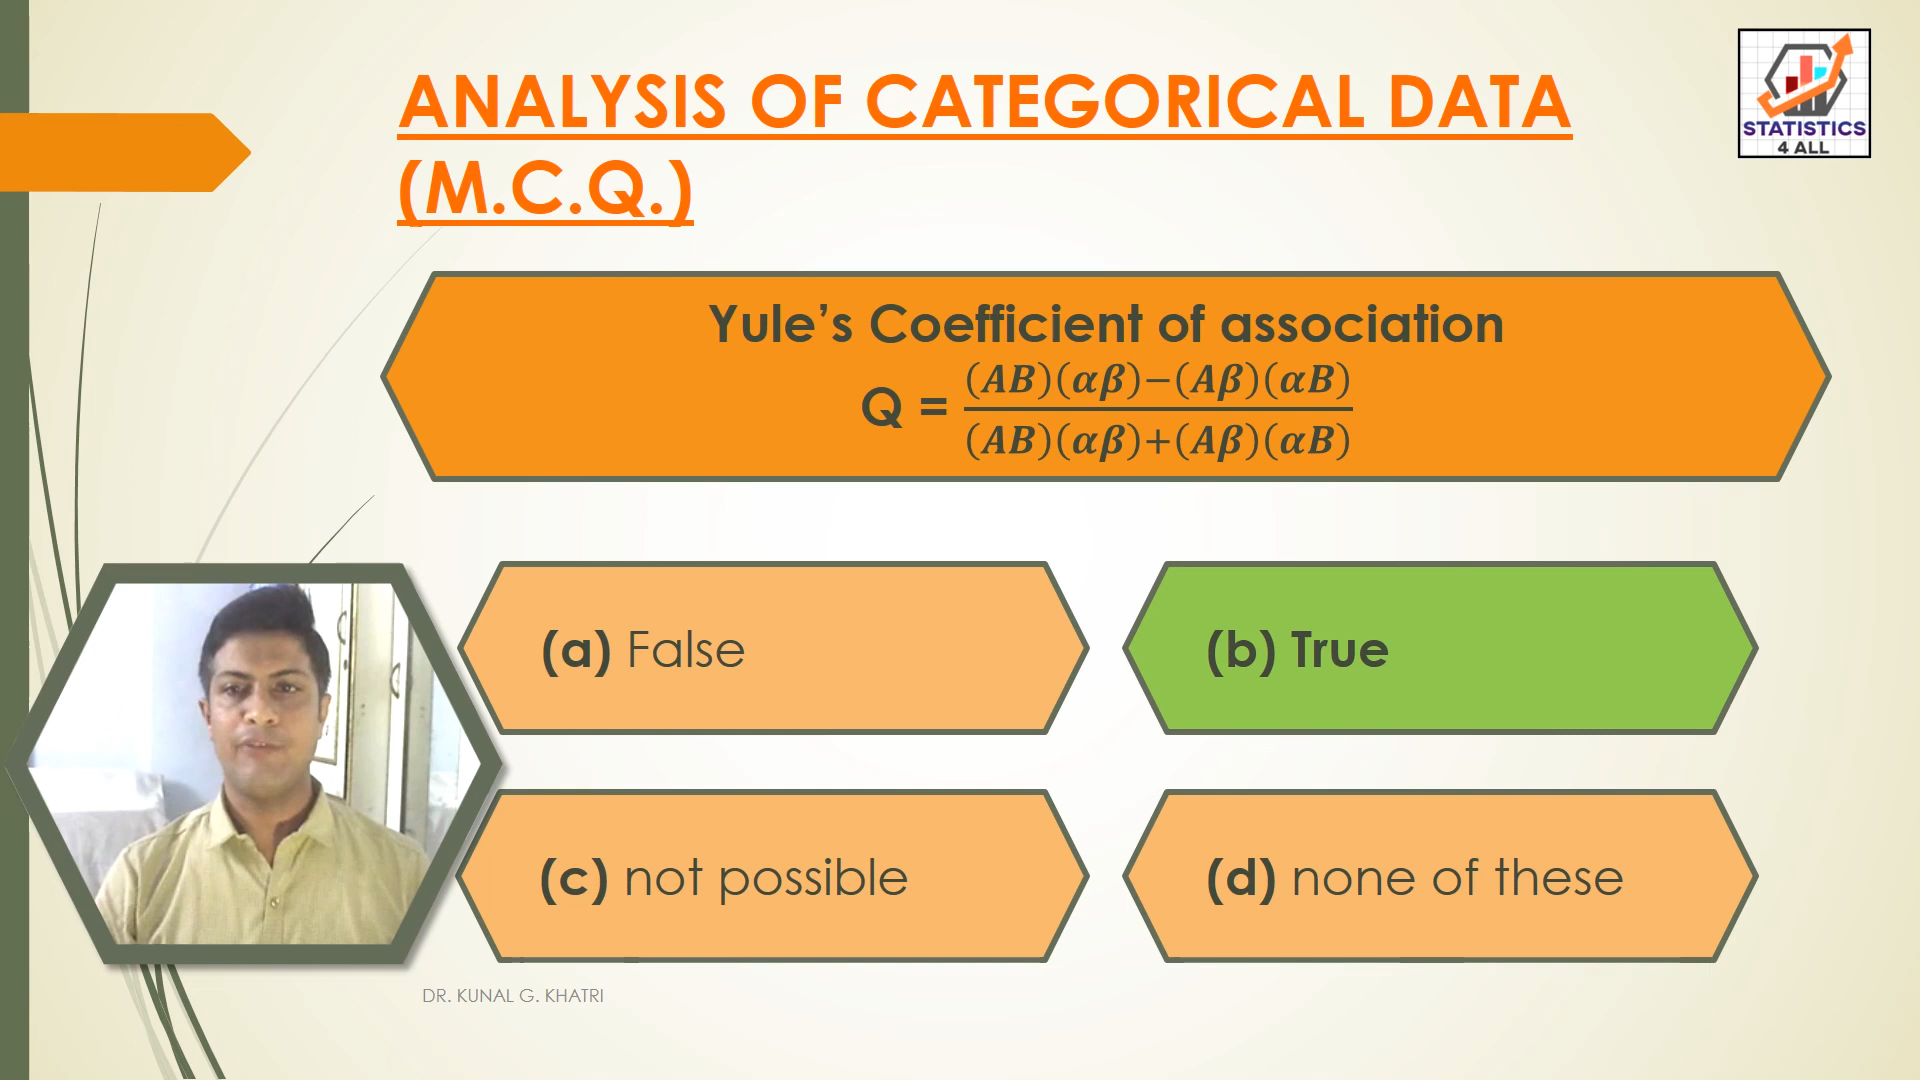 ANALYSIS OF CATEGORICAL DATA
(M.C.Q.)
STATISTICS
4 ALL
Yule’s Coefficient of association
Q = (𝑨𝑩)(𝜶𝜷)−(𝑨𝜷)(𝜶𝑩) / (𝑨𝑩)(𝜶𝜷)+(𝑨𝜷)(𝜶𝑩)
(a) False
(b) True
(c) not possible
(d) none of these
DR. KUNAL G. KHATRI